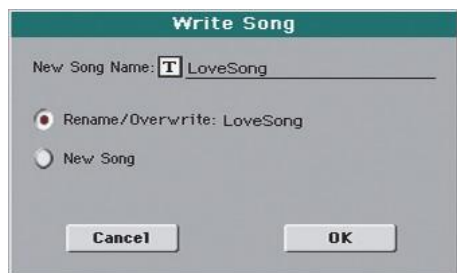 Write Song
New Song Name: T LoveSong
Rename/Overwrite: LoveSong
New Song
Cancel OK